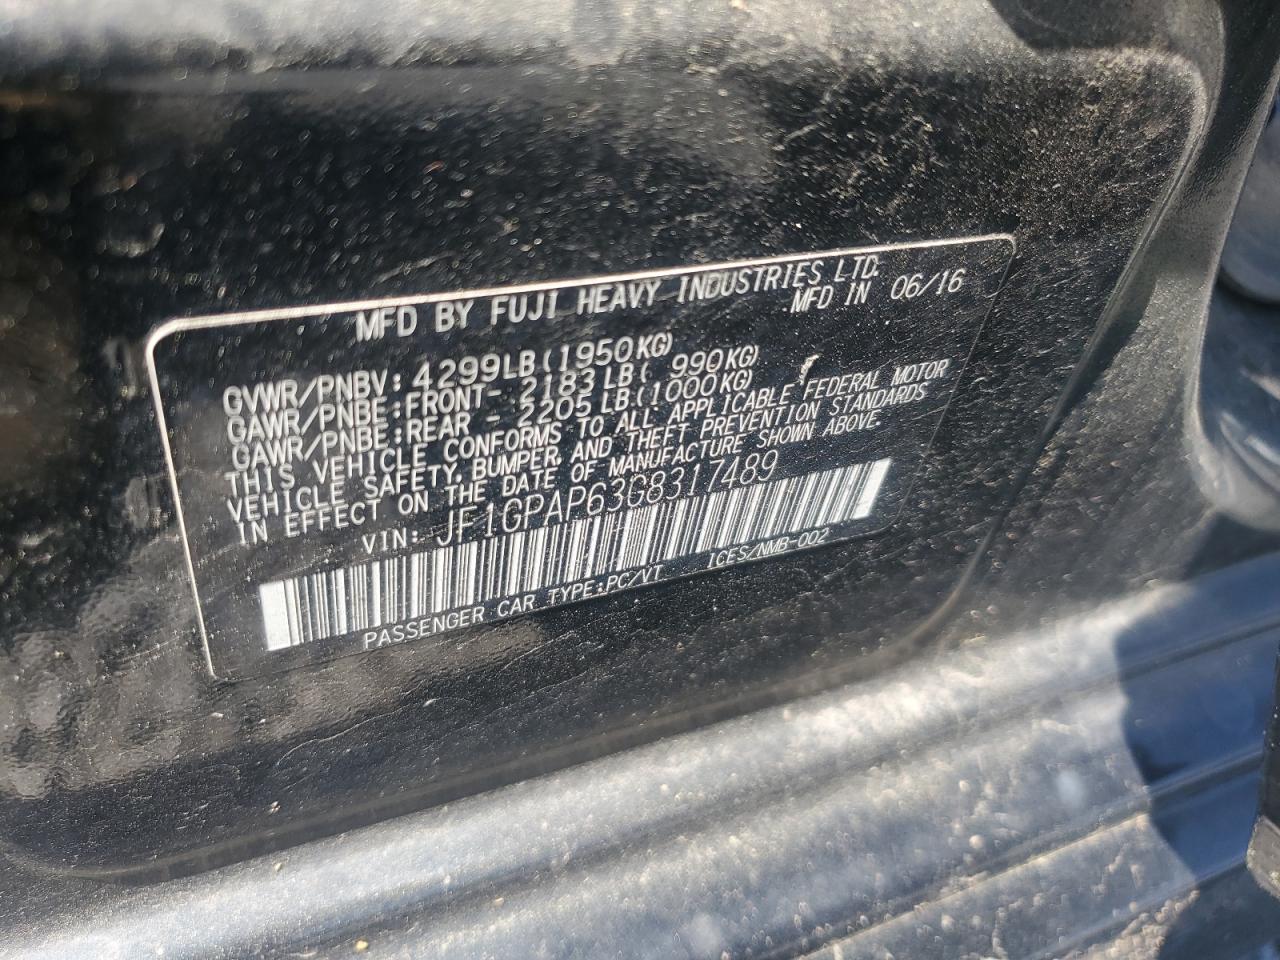 MFD BY FUJI HEAVY INDUSTRIES LTD.
MFD IN 06/16
GVWR/PNBV: 4299LB(1950KG)
GAWR/PNBE:FRONT- 2183LB( 990KG)
GAWR/PNBE:REAR - 2205LB(1000KG)
THIS VEHICLE CONFORMS TO ALL APPLICABLE FEDERAL MOTOR
VEHICLE SAFETY, BUMPER, AND THEFT PREVENTION STANDARDS
IN EFFECT ON THE DATE OF MANUFACTURE SHOWN ABOVE.
VIN: JF1GPAP63G8317489
PASSENGER CAR TYPE:PC/VT ICES/NMB-002